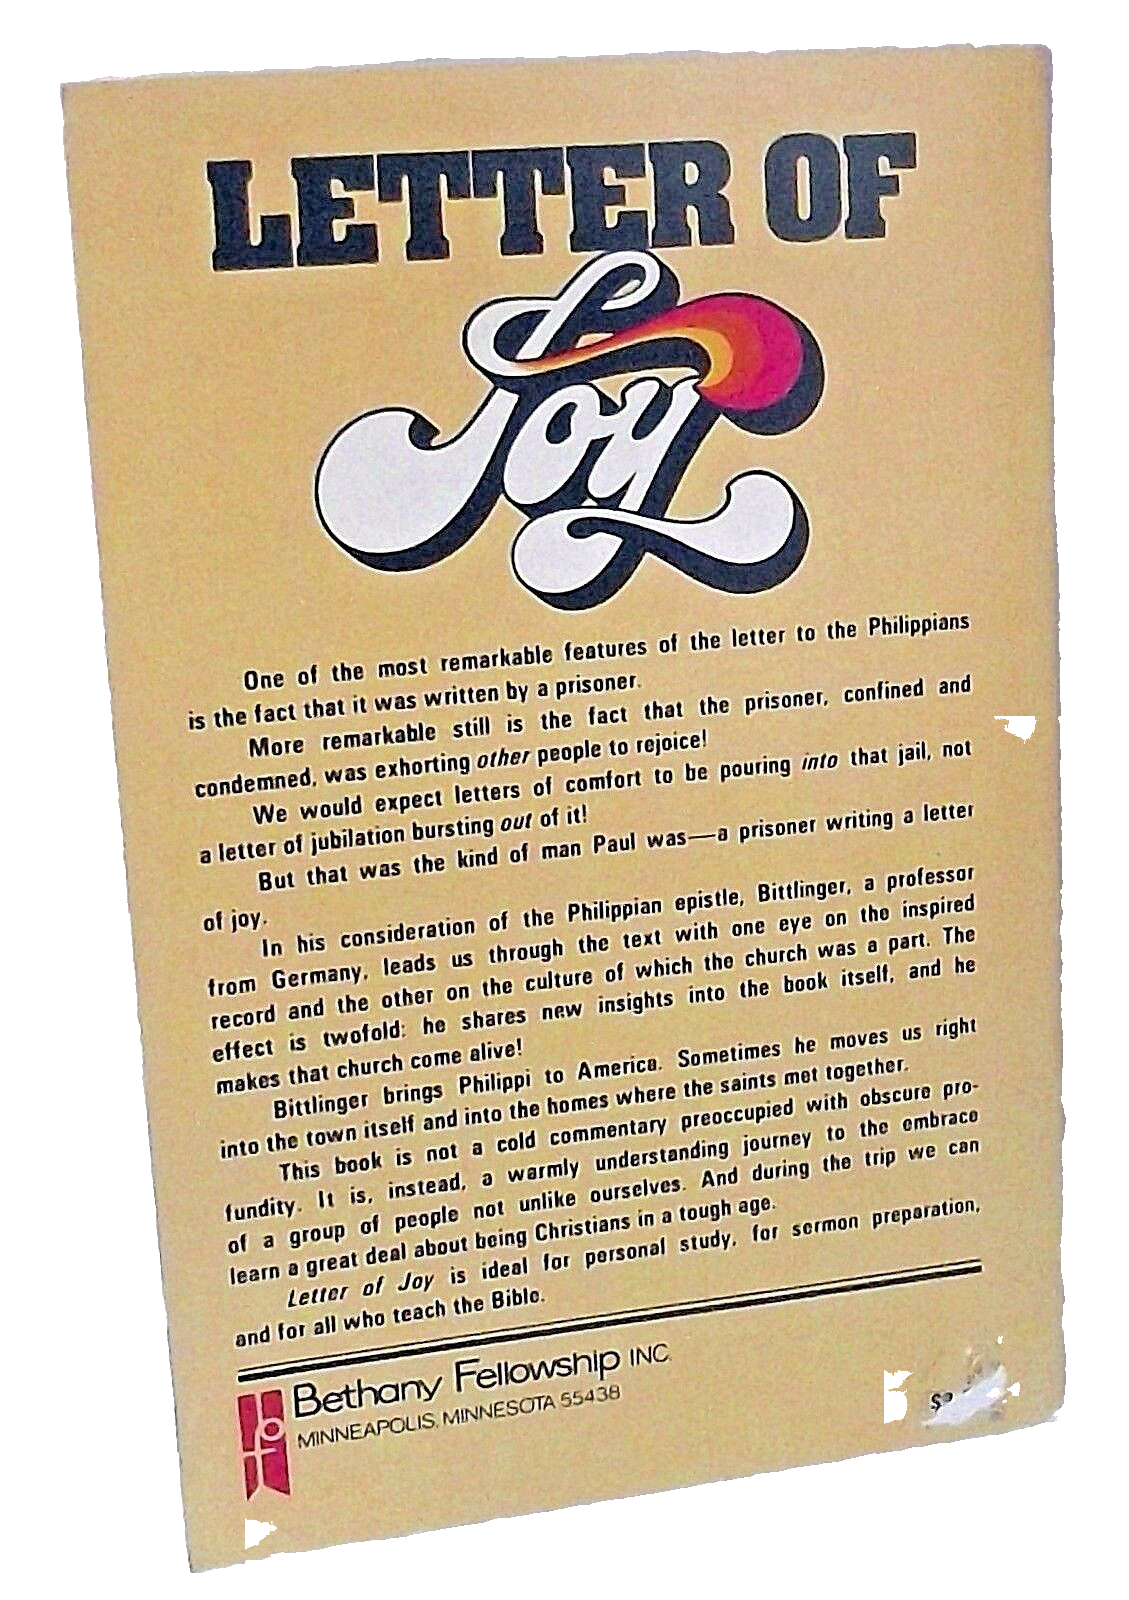 LETTER OF
Joy
One of the most remarkable features of the letter to the Philippians
is the fact that it was written by a prisoner.
More remarkable still is the fact that the prisoner, confined and
condemned, was exhorting other people to rejoice!
We would expect letters of comfort to be pouring into that jail, not
a letter of jubilation bursting out of it!
But that was the kind of man Paul was—a prisoner writing a letter
of joy.
In his consideration of the Philippian epistle, Bittlinger, a professor
from Germany, leads us through the text with one eye on the inspired
record and the other on the culture of which the church was a part. The
effect is twofold: he shares new insights into the book itself, and he
makes that church come alive!
Bittlinger brings Philippi to America. Sometimes he moves us right
into the town itself and into the homes where the saints met together.
This book is not a cold commentary preoccupied with obscure pro-
fundity. It is, instead, a warmly understanding journey to the embrace
of a group of people not unlike ourselves. And during the trip we can
learn a great deal about being Christians in a tough age.
Letter of Joy is ideal for personal study, for sermon preparation,
and for all who teach the Bible.
Bethany Fellowship INC.
MINNEAPOLIS, MINNESOTA 55438